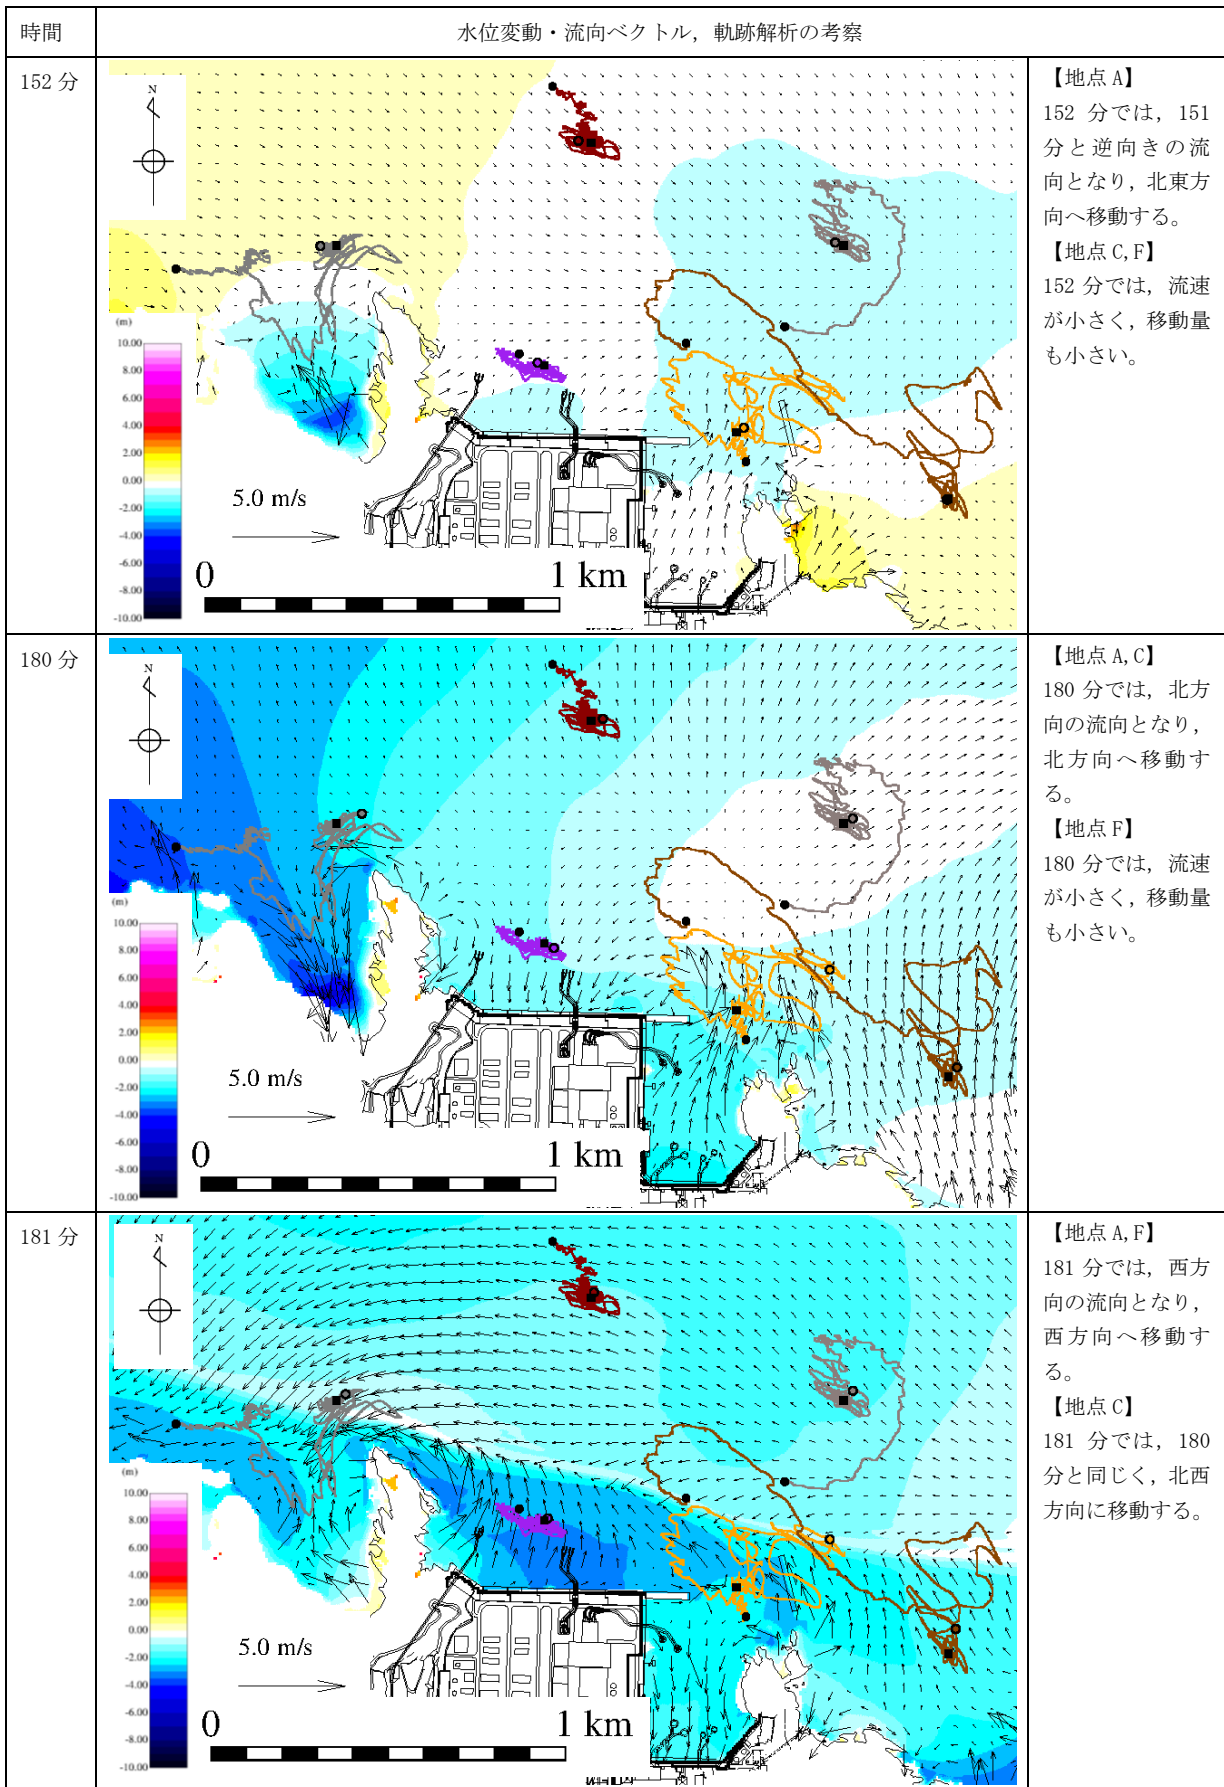 時間
水位変動・流向ベクトル，軌跡解析の考察
152 分
N
(m)
10.00
8.00
6.00
4.00
2.00
0.00
-2.00
-4.00
-6.00
-8.00
-10.00
5.0 m/s
0
1 km
【地点 A】
152 分では，151
分と逆向きの流
向となり，北東方
向へ移動する。
【地点 C,F】
152 分では，流速
が小さく，移動量
も小さい。
180 分
N
(m)
10.00
8.00
6.00
4.00
2.00
0.00
-2.00
-4.00
-6.00
-8.00
-10.00
5.0 m/s
0
1 km
【地点 A,C】
180 分では，北方
向の流向となり，
北方向へ移動す
る。
【地点 F】
180 分では，流速
が小さく，移動量
も小さい。
181 分
N
(m)
10.00
8.00
6.00
4.00
2.00
0.00
-2.00
-4.00
-6.00
-8.00
-10.00
5.0 m/s
0
1 km
【地点 A,F】
181 分では，西方
向の流向となり，
西方向へ移動す
る。
【地点 C】
181 分では，180
分と同じく，北西
方向に移動する。